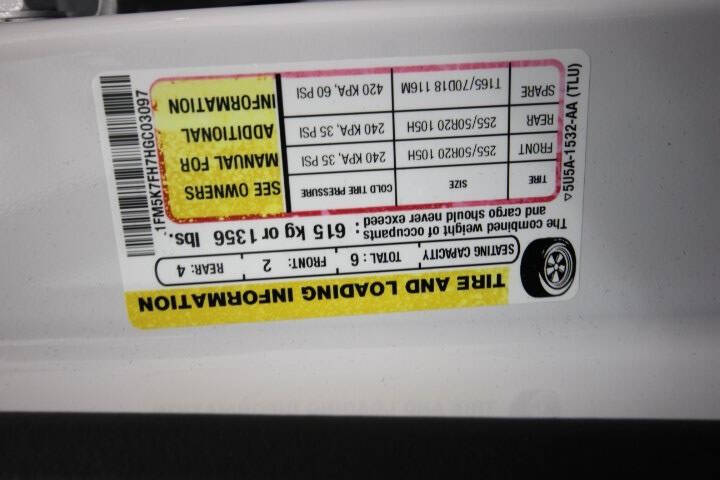 TIRE AND LOADING INFORMATION
SEATING CAPACITY TOTAL : 6 FRONT: 2 REAR: 4
The combined weight of occupants
and cargo should never exceed : 615 kg or 1356 lbs.
TIRE SIZE COLD TIRE PRESSURE
FRONT 255/50R20 105H 240 KPA, 35 PSI
REAR 255/50R20 105H 240 KPA, 35 PSI
SPARE T165/70D18 116M 420 KPA, 60 PSI
SEE OWNERS
MANUAL FOR
ADDITIONAL
INFORMATION
▽5U5A-1532-AA (TLU)
1FM5K7FH7HGC03097